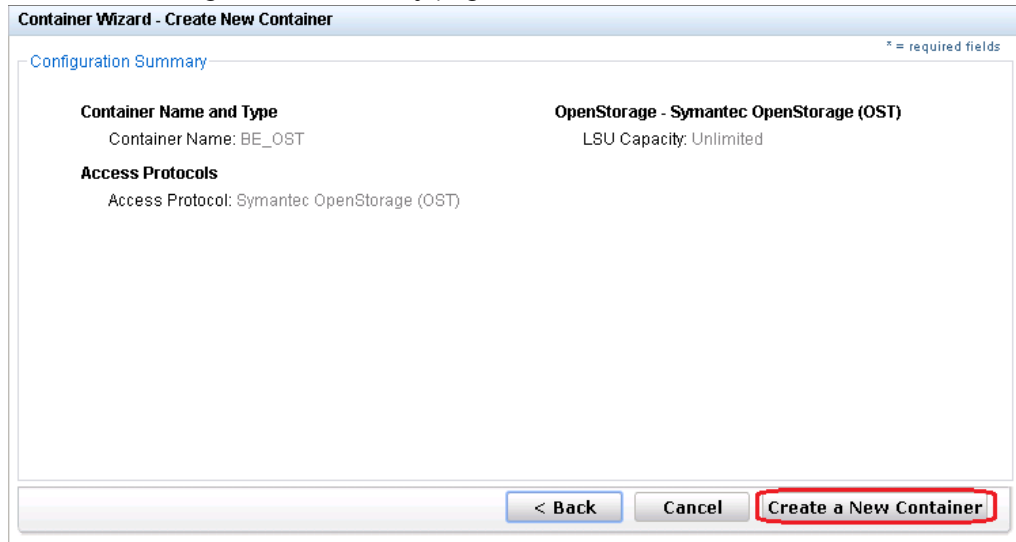 Container Wizard - Create New Container
* = required fields
Configuration Summary
Container Name and Type
Container Name: BE_OST
Access Protocols
Access Protocol: Symantec OpenStorage (OST)
OpenStorage - Symantec OpenStorage (OST)
LSU Capacity: Unlimited
< Back
Cancel
Create a New Container